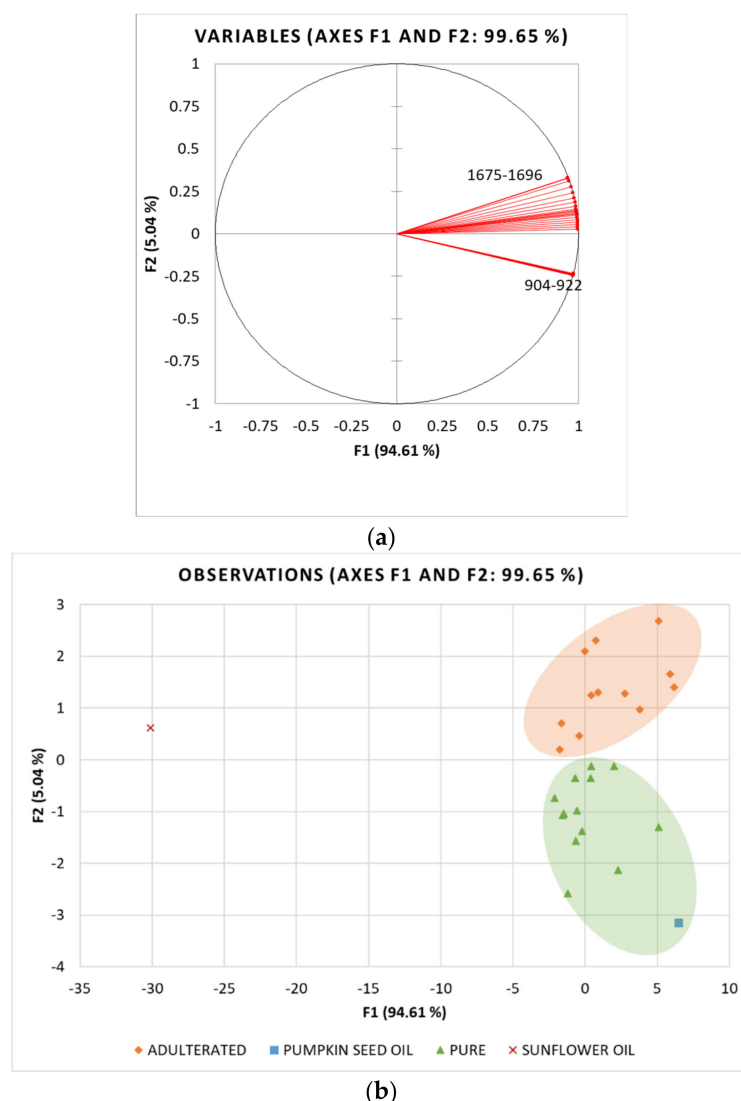 VARIABLES (AXES F1 AND F2: 99.65 %)
1
0.75
0.5
0.25
0
-0.25
-0.5
-0.75
-1
F2 (5.04 %)
1675-1696
904-922
-1 -0.75 -0.5 -0.25 0 0.25 0.5 0.75 1
F1 (94.61 %)
(a)
OBSERVATIONS (AXES F1 AND F2: 99.65 %)
3
2
1
0
-1
-2
-3
-4
F2 (5.04 %)
-35 -30 -25 -20 -15 -10 -5 0 5 10
F1 (94.61 %)
ADULTERATED PUMPKIN SEED OIL PURE SUNFLOWER OIL
(b)